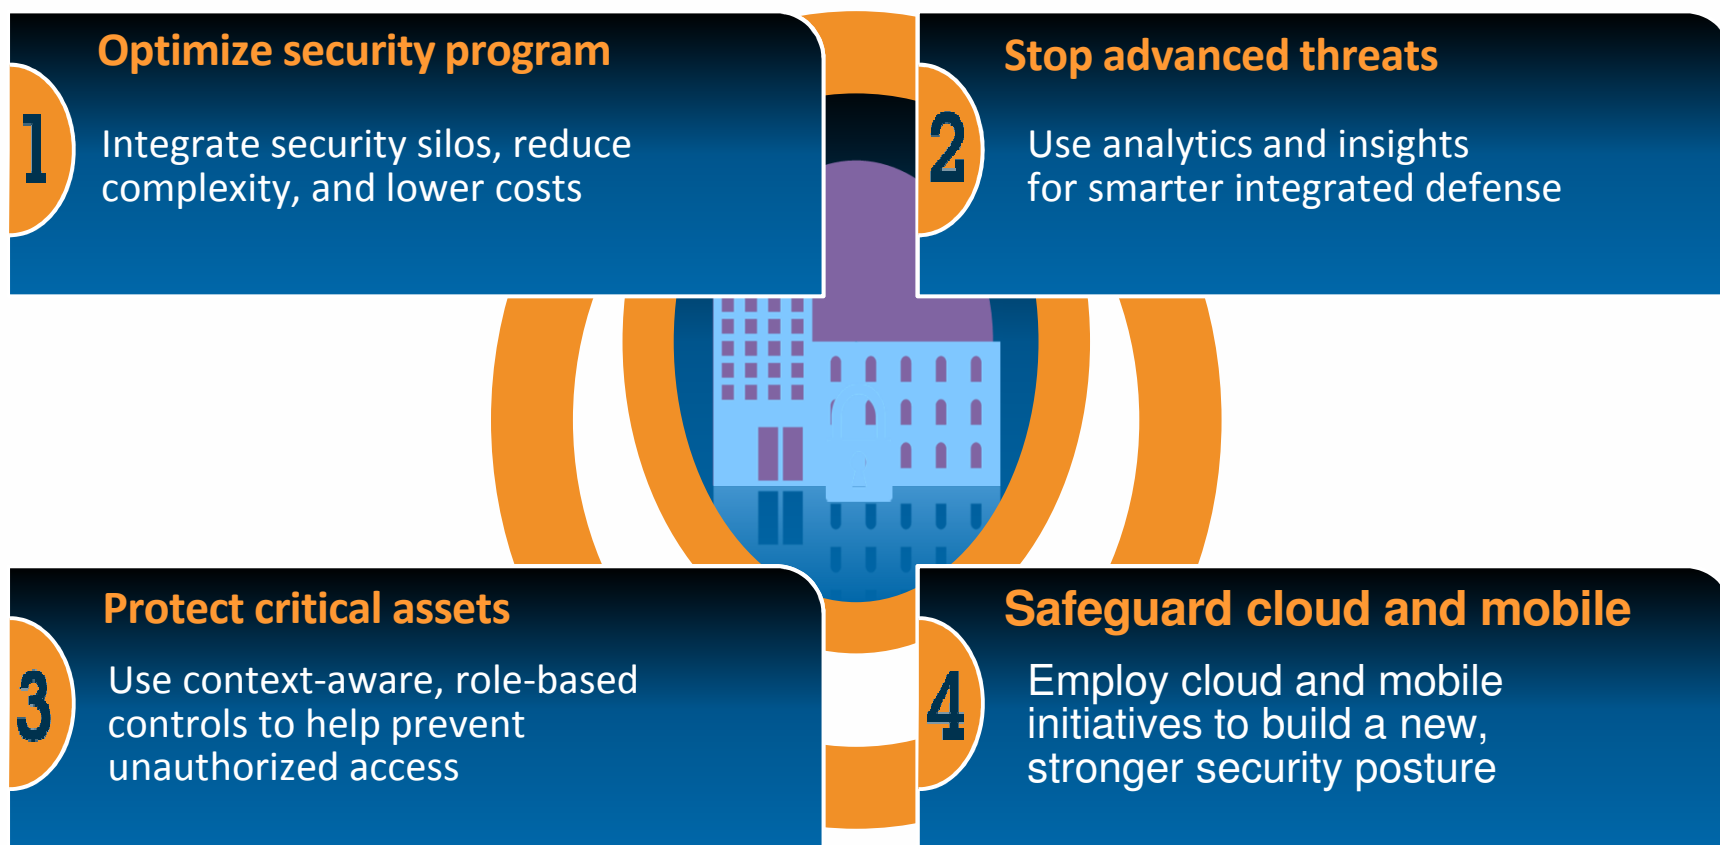 1
Optimize security program
Integrate security silos, reduce
complexity, and lower costs
2
Stop advanced threats
Use analytics and insights
for smarter integrated defense
3
Protect critical assets
Use context-aware, role-based
controls to help prevent
unauthorized access
4
Safeguard cloud and mobile
Employ cloud and mobile
initiatives to build a new,
stronger security posture